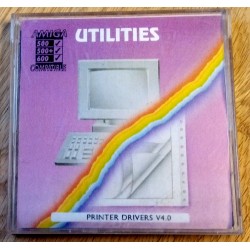 AMIGA
500
500+
600
COMPATIBLE
UTILITIES
PRINTER DRIVERS V4.0